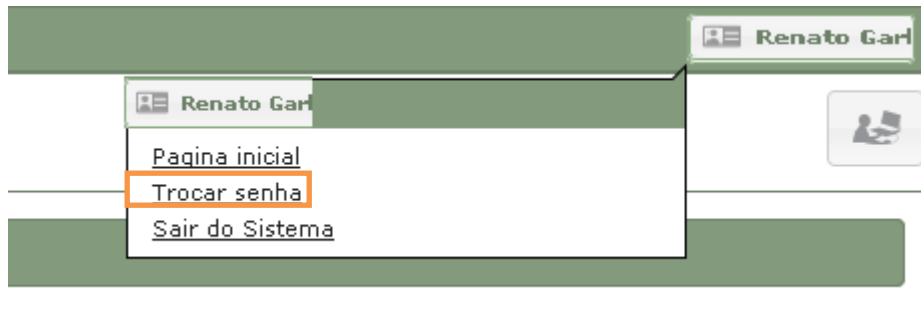 Renato Garl
Renato Garl
Pagina inicial
Trocar senha
Sair do Sistema